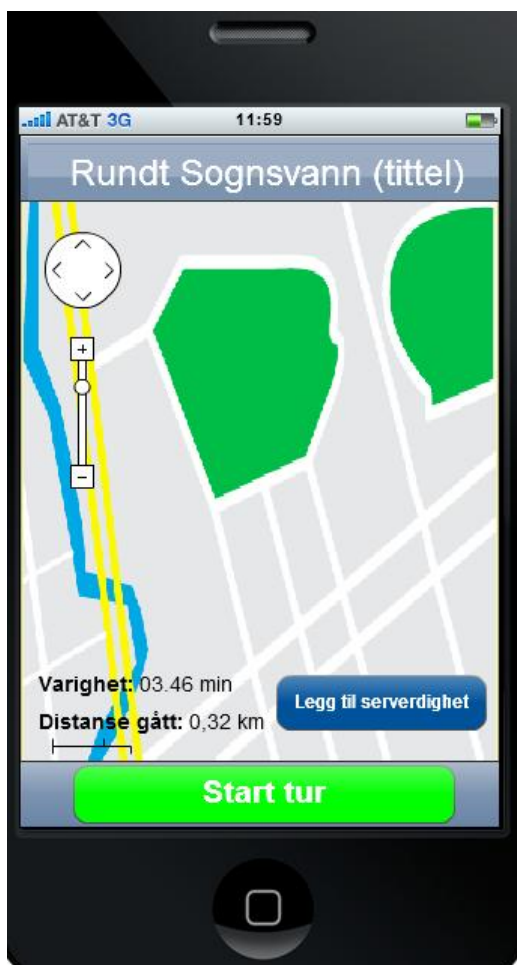 AT&T 3G 11:59
Rundt Sognsvann (tittel)
+
−
Varighet: 03.46 min
Legg til serverdighet
Distanse gått: 0,32 km
Start tur